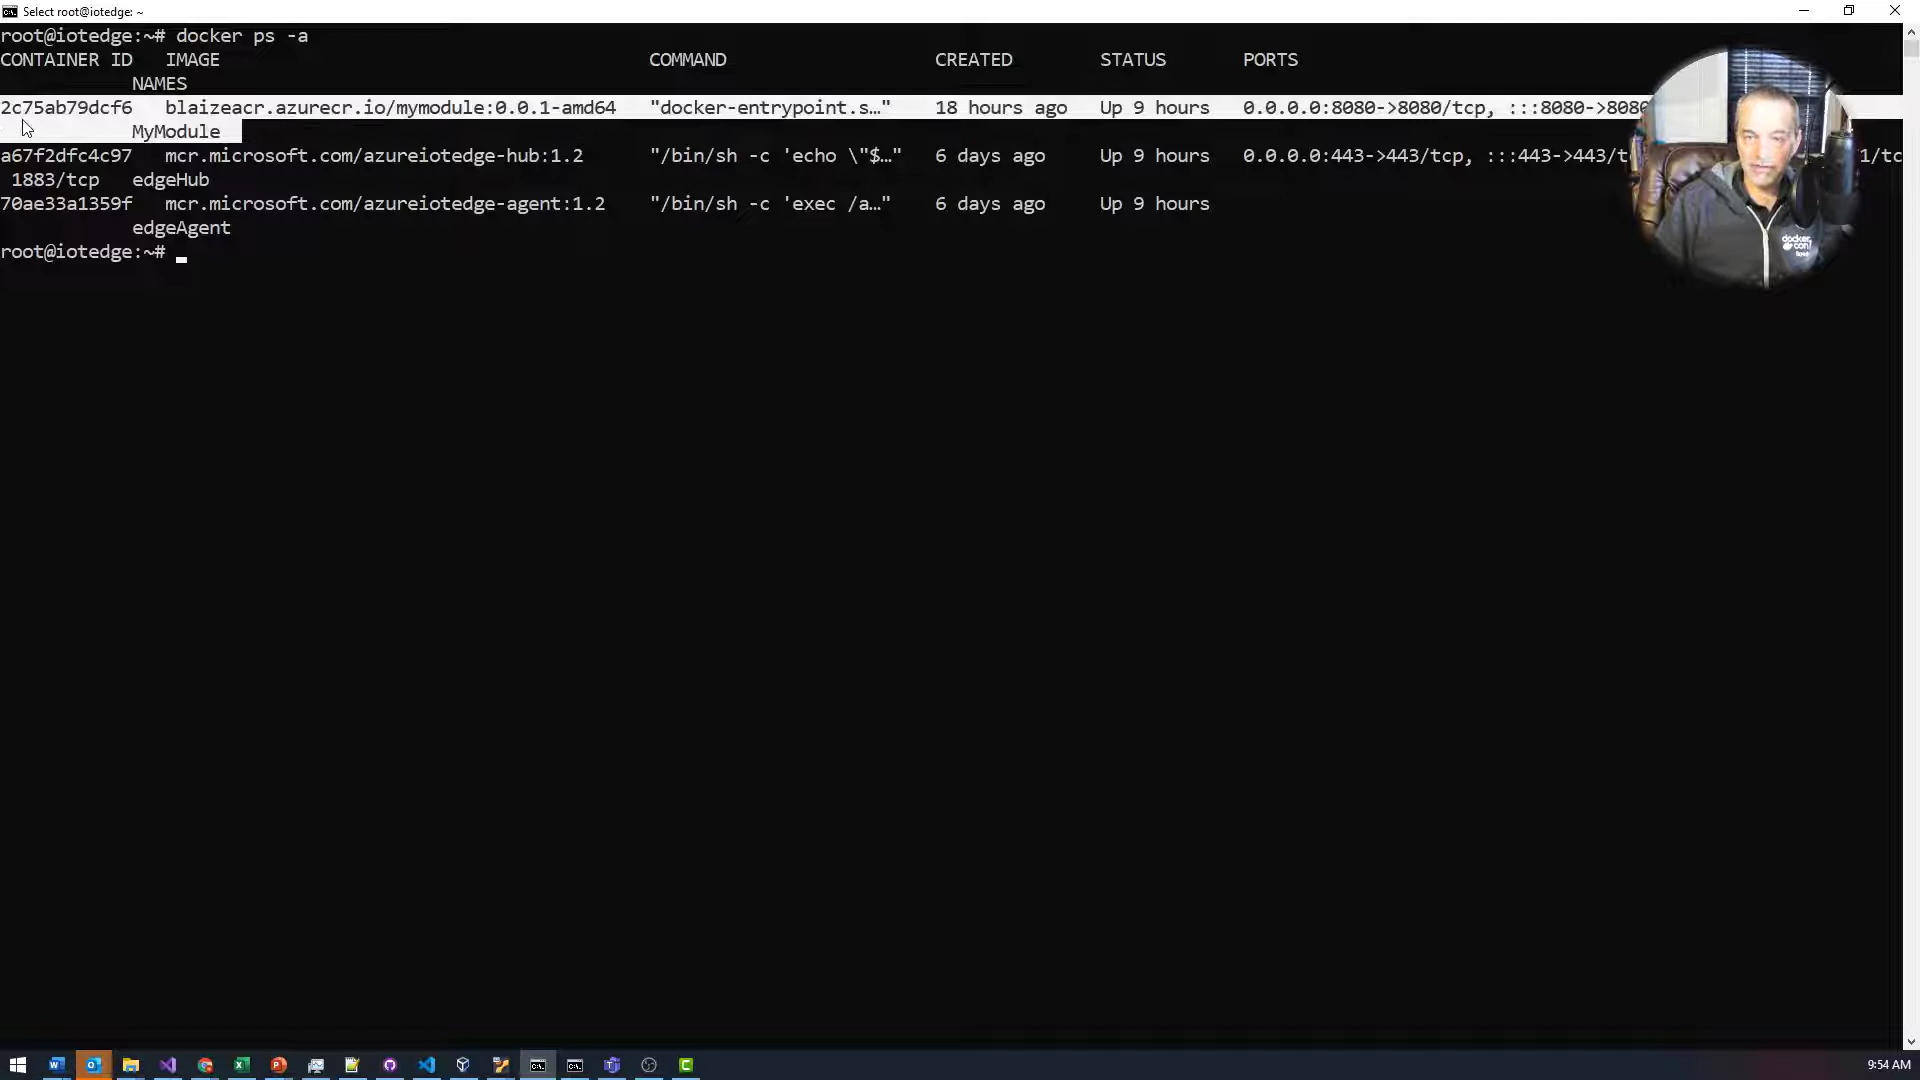 Select root@iotedge: ~
root@iotedge:~# docker ps -a
CONTAINER ID   IMAGE   COMMAND   CREATED   STATUS   PORTS
NAMES
2c75ab79dcf6   blaizeacr.azurecr.io/mymodule:0.0.1-amd64   "docker-entrypoint.s…"   18 hours ago   Up 9 hours   0.0.0.0:8080->8080/tcp, :::8080->8080
MyModule
a67f2dfc4c97   mcr.microsoft.com/azureiotedge-hub:1.2   "/bin/sh -c 'echo \"$…"   6 days ago   Up 9 hours   0.0.0.0:443->443/tcp, :::443->443/t 1/tc
1883/tcp   edgeHub
70ae33a1359f   mcr.microsoft.com/azureiotedge-agent:1.2   "/bin/sh -c 'exec /a…"   6 days ago   Up 9 hours
edgeAgent
root@iotedge:~#
docker
con
9:54 AM